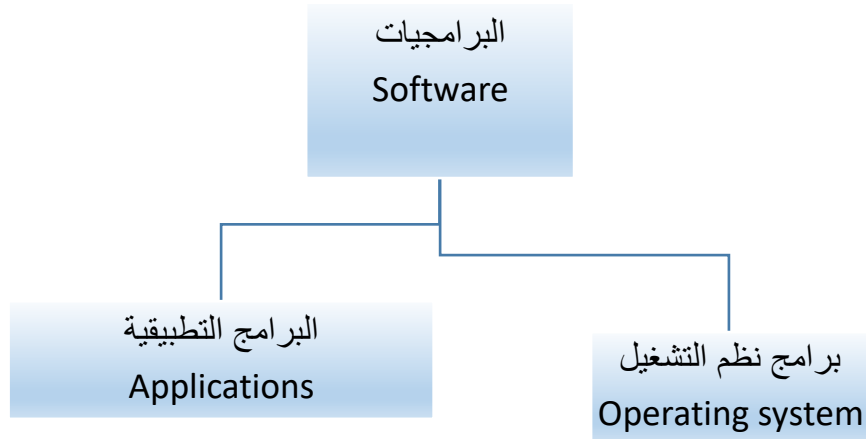 البرامجيات
Software
البرامج التطبيقية
Applications
برامج نظم التشغيل
Operating system